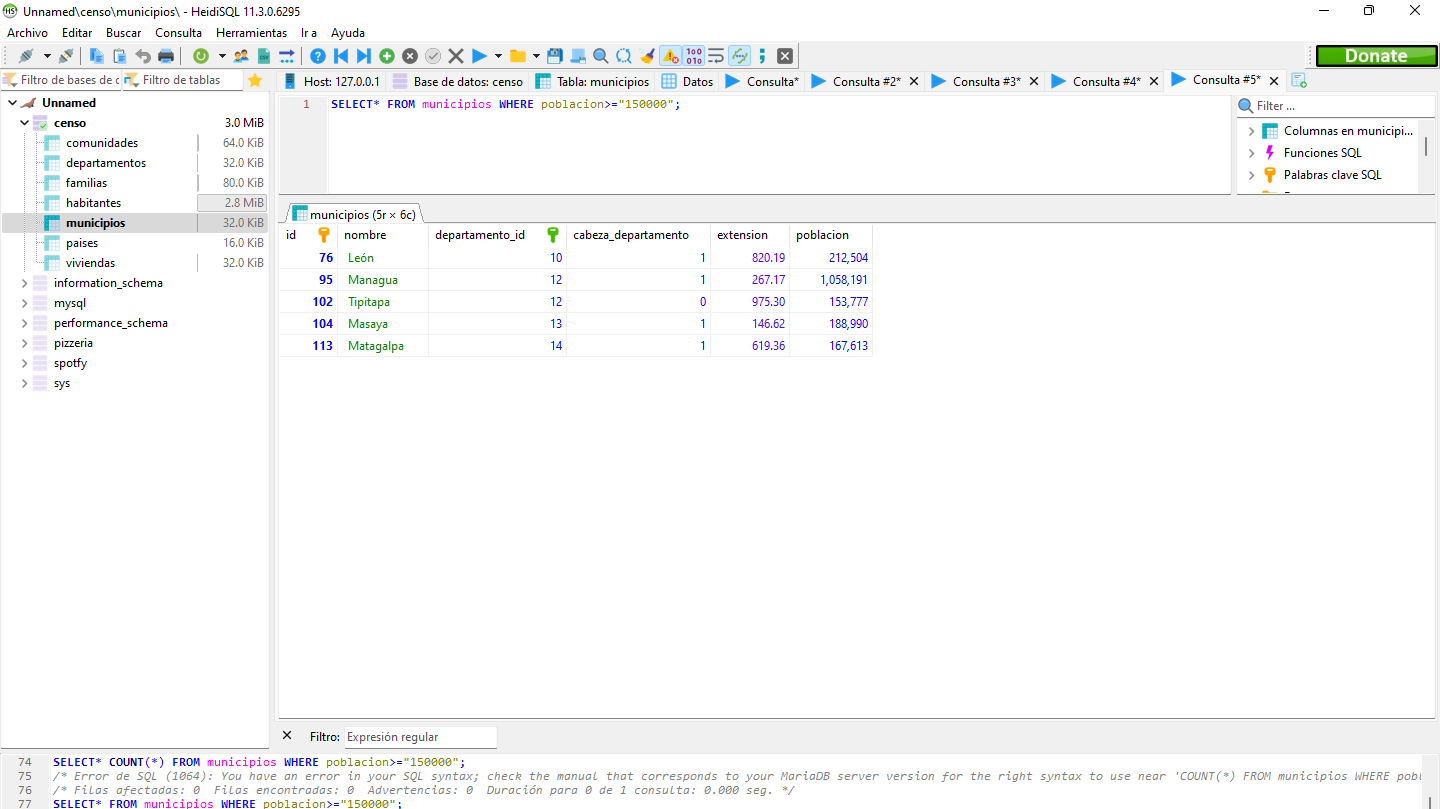 Unnamed\censo\municipios\ - HeidiSQL 11.3.0.6295
Archivo Editar Buscar Consulta Herramientas Ir a Ayuda
Donate
Filtro de bases de c Filtro de tablas
Host: 127.0.0.1 Base de datos: censo Tabla: municipios Datos Consulta* Consulta #2* Consulta #3* Consulta #4* Consulta #5*
Unnamed
censo 3.0 MiB
comunidades 64.0 KiB
departamentos 32.0 KiB
familias 80.0 KiB
habitantes 2.8 MiB
municipios 32.0 KiB
paises 16.0 KiB
viviendas 32.0 KiB
information_schema
mysql
performance_schema
pizzeria
spotfy
sys
1 SELECT* FROM municipios WHERE poblacion>="150000";
Filter ...
Columnas en municipi...
Funciones SQL
Palabras clave SQL
municipios (5r × 6c)
id nombre departamento_id cabeza_departamento extension poblacion
76 León 10 1 820.19 212,504
95 Managua 12 1 267.17 1,058,191
102 Tipitapa 12 0 975.30 153,777
104 Masaya 13 1 146.62 188,990
113 Matagalpa 14 1 619.36 167,613
Filtro: Expresión regular
74 SELECT* COUNT(*) FROM municipios WHERE poblacion>="150000";
75 /* Error de SQL (1064): You have an error in your SQL syntax; check the manual that corresponds to your MariaDB server version for the right syntax to use near 'COUNT(*) FROM municipios WHERE pobl
76 /* Filas afectadas: 0 Filas encontradas: 0 Advertencias: 0 Duración para 0 de 1 consulta: 0.000 seg. */
77 SELECT* FROM municipios WHERE poblacion>="150000";